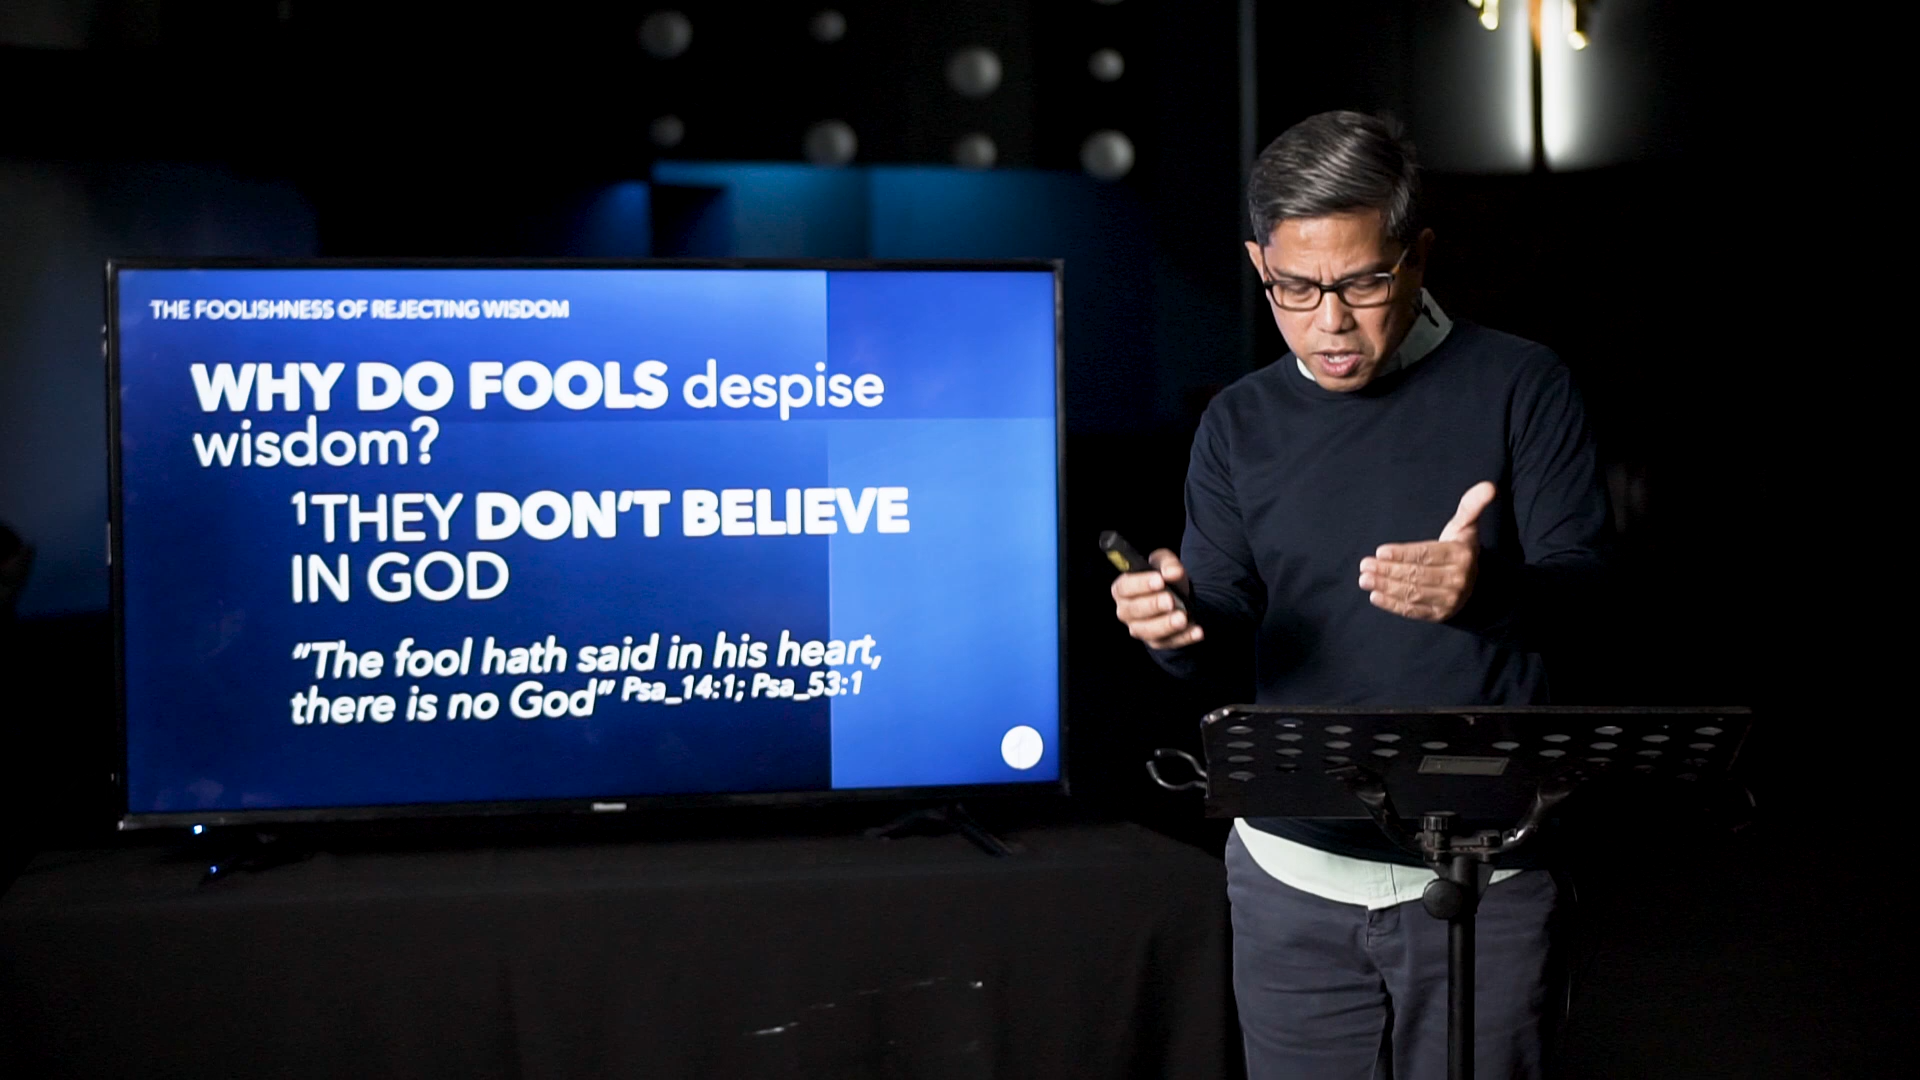 THE FOOLISHNESS OF REJECTING WISDOM
WHY DO FOOLS despise
wisdom?
¹THEY DON'T BELIEVE
IN GOD
"The fool hath said in his heart,
there is no God" Psa_14:1; Psa_53:1